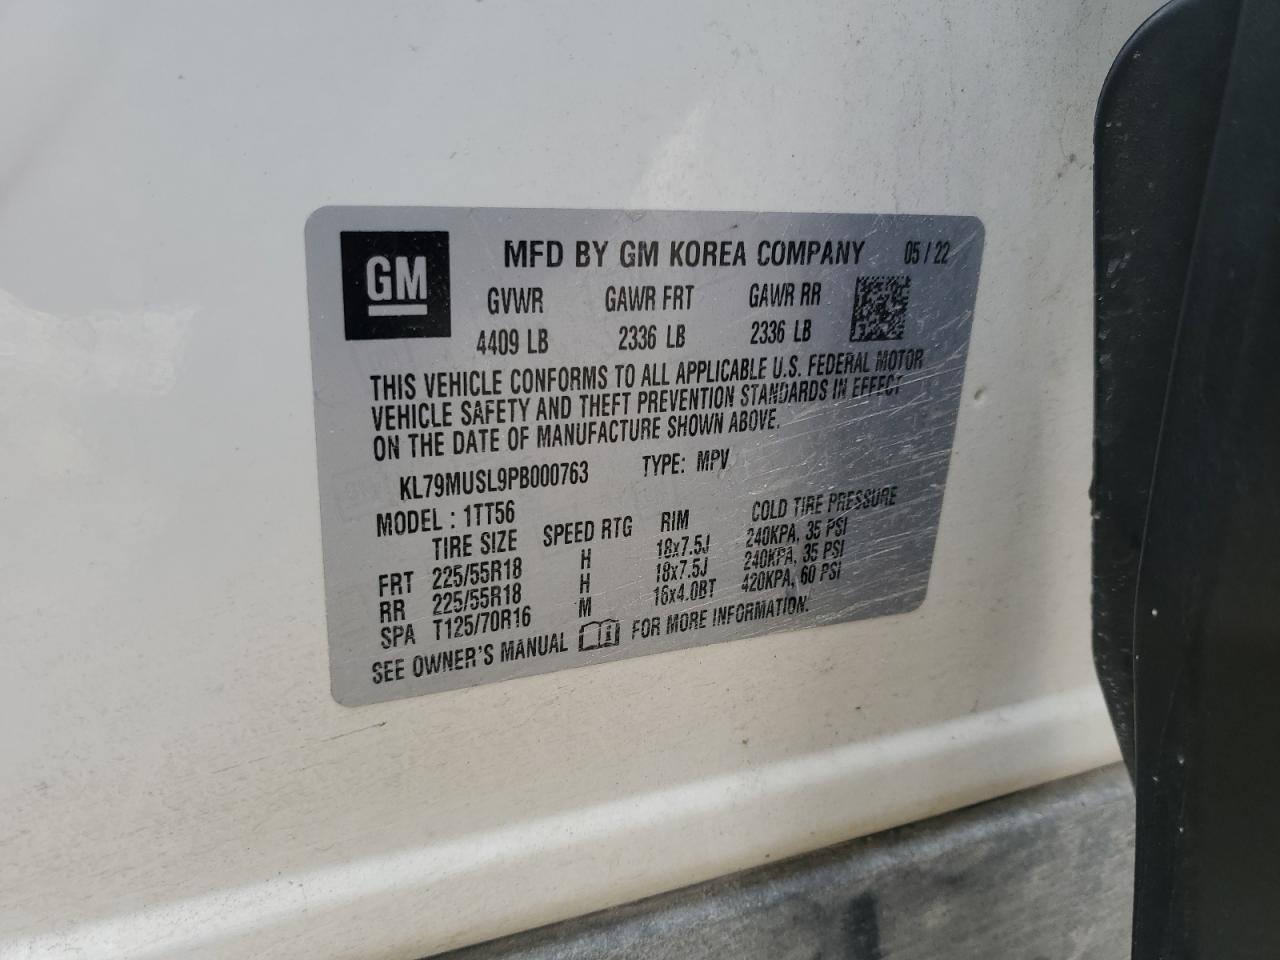 GM
MFD BY GM KOREA COMPANY 05 / 22
GVWR GAWR FRT GAWR RR
4409 LB 2336 LB 2336 LB
THIS VEHICLE CONFORMS TO ALL APPLICABLE U.S. FEDERAL MOTOR
VEHICLE SAFETY AND THEFT PREVENTION STANDARDS IN EFFECT
ON THE DATE OF MANUFACTURE SHOWN ABOVE.
KL79MUSL9PB000763 TYPE: MPV
MODEL : 1TT56
TIRE SIZE SPEED RTG RIM COLD TIRE PRESSURE
FRT 225/55R18 H 18x7.5J 240KPA, 35 PSI
RR 225/55R18 H 18x7.5J 240KPA, 35 PSI
SPA T125/70R16 M 16x4.0BT 420KPA, 60 PSI
SEE OWNER'S MANUAL i FOR MORE INFORMATION.